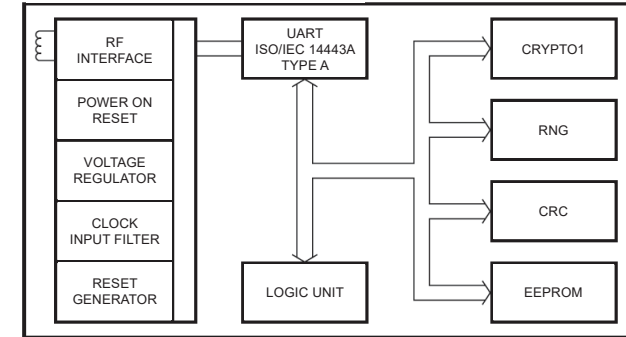 RF
INTERFACE
POWER ON
RESET
VOLTAGE
REGULATOR
CLOCK
INPUT FILTER
RESET
GENERATOR
UART
ISO/IEC 14443A
TYPE A
LOGIC UNIT
CRYPTO1
RNG
CRC
EEPROM